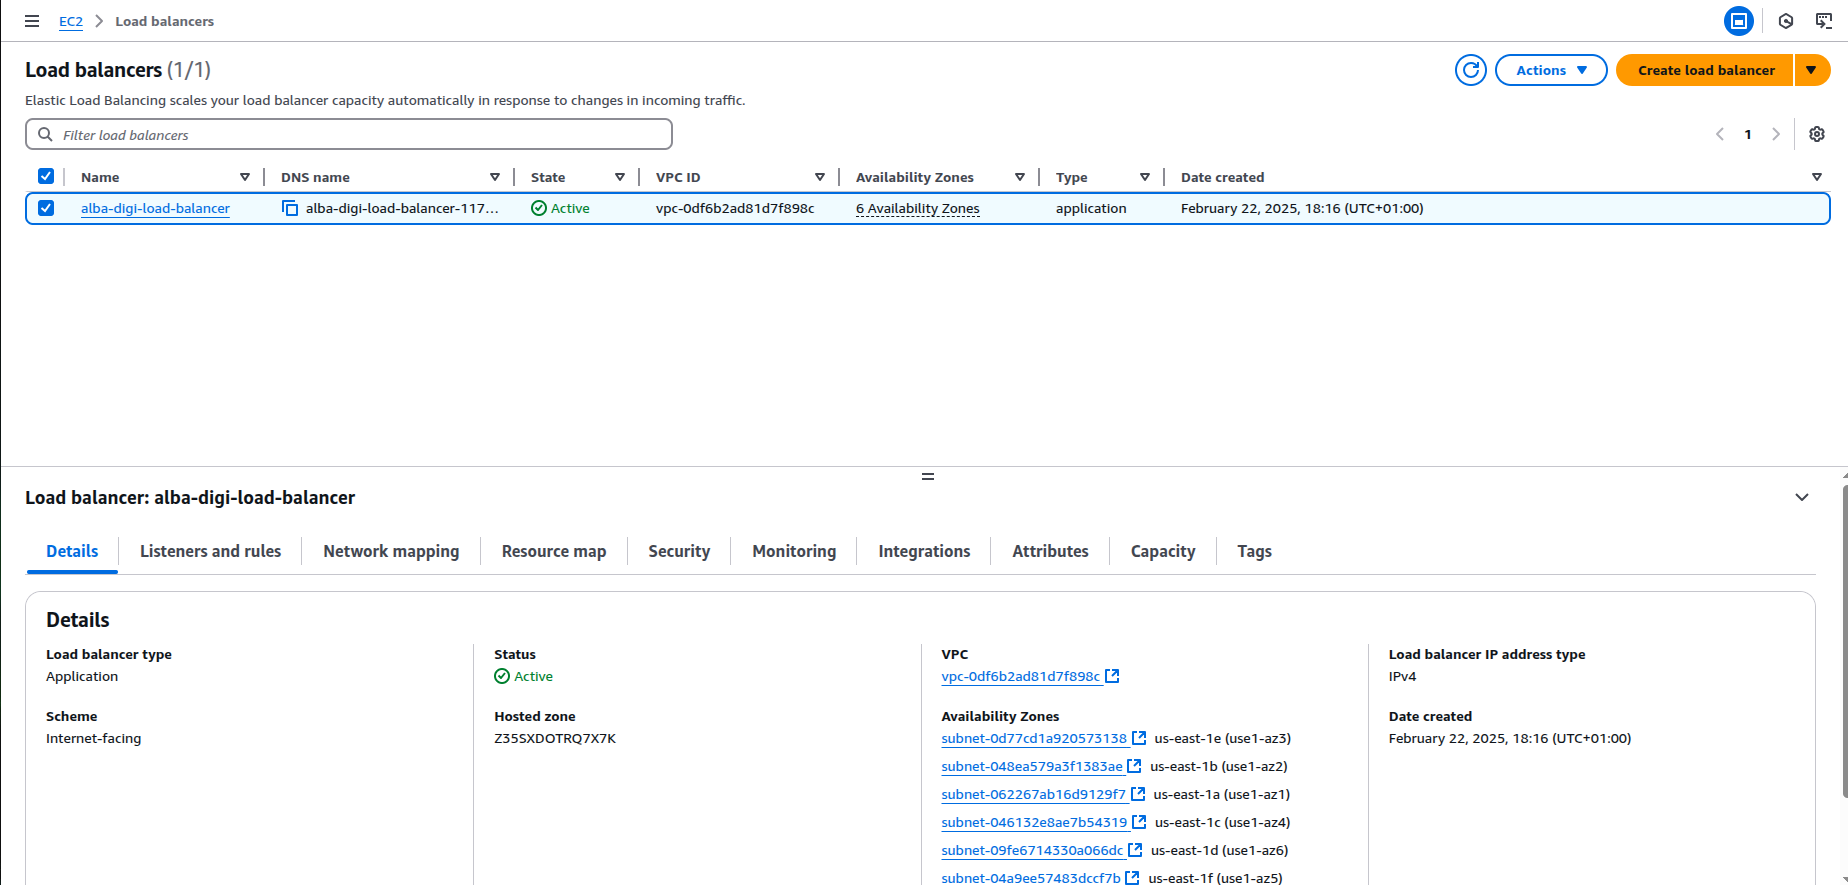 EC2 > Load balancers
Load balancers (1/1)
Actions
Create load balancer
Elastic Load Balancing scales your load balancer capacity automatically in response to changes in incoming traffic.
Filter load balancers
1
Name DNS name State VPC ID Availability Zones Type Date created
alba-digi-load-balancer alba-digi-load-balancer-117... Active vpc-0df6b2ad81d7f898c 6 Availability Zones application February 22, 2025, 18:16 (UTC+01:00)
Load balancer: alba-digi-load-balancer
Details Listeners and rules Network mapping Resource map Security Monitoring Integrations Attributes Capacity Tags
Details
Load balancer type
Application
Scheme
Internet-facing
Status
Active
Hosted zone
Z35SXDOTRQ7X7K
VPC
vpc-0df6b2ad81d7f898c
Availability Zones
subnet-0d77cd1a920573138 us-east-1e (use1-az3)
subnet-048ea579a3f1383ae us-east-1b (use1-az2)
subnet-062267ab16d9129f7 us-east-1a (use1-az1)
subnet-046132e8ae7b54319 us-east-1c (use1-az4)
subnet-09fe6714330a066dc us-east-1d (use1-az6)
subnet-04a9ee57483dccf7b us-east-1f (use1-az5)
Load balancer IP address type
IPv4
Date created
February 22, 2025, 18:16 (UTC+01:00)